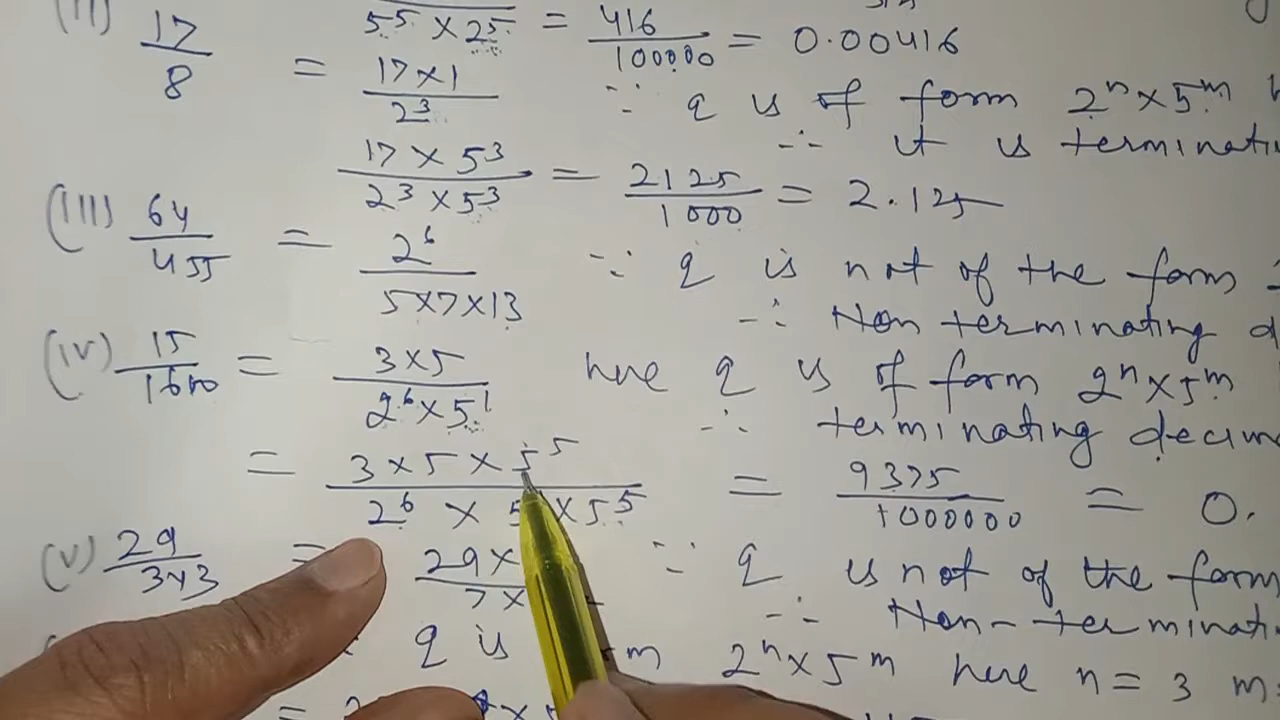 (II) 17/8 = 17×1/2³
5⁵ × 2⁵ = 416/100000 = 0.00416
∵ q is of form 2ⁿ×5ᵐ
∴ it is
17 × 5³/2³ × 5³ = 2125/1000 = 2.125
(III) 64/455 = 2⁶/5×7×13 ∵ q is not of the form
∴ Non terminating
(IV) 15/1600 = 3×5/2⁶×5¹ here q is of form 2ⁿ×5ᵐ
∴ terminating
= 3×5×5⁵/2⁶ × 5 × 5⁵ = 9375/1000000 = 0.
(V) 29/343 = 29×/7× ∵ q is not of the form
∴ Non-
q is 2ⁿ×5ᵐ here n = 3 m